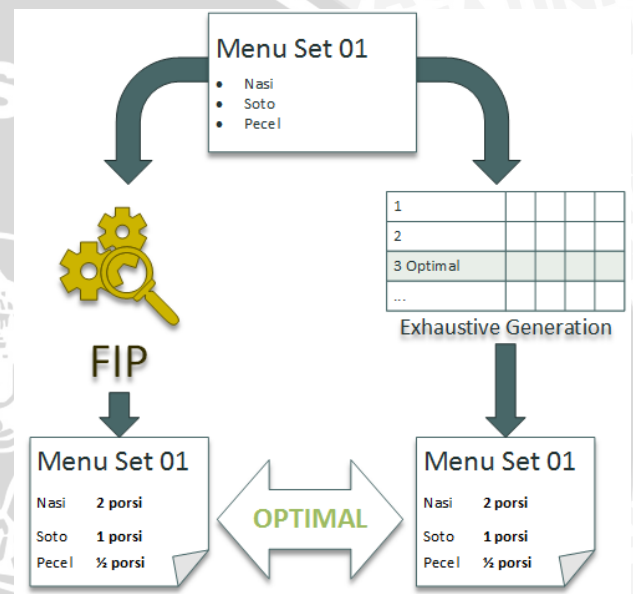 Menu Set 01
• Nasi
• Soto
• Pecel
FIP
1
2
3 Optimal
...
Exhaustive Generation
Menu Set 01
Nasi 2 porsi
Soto 1 porsi
Pecel ½ porsi
OPTIMAL
Menu Set 01
Nasi 2 porsi
Soto 1 porsi
Pecel ½ porsi